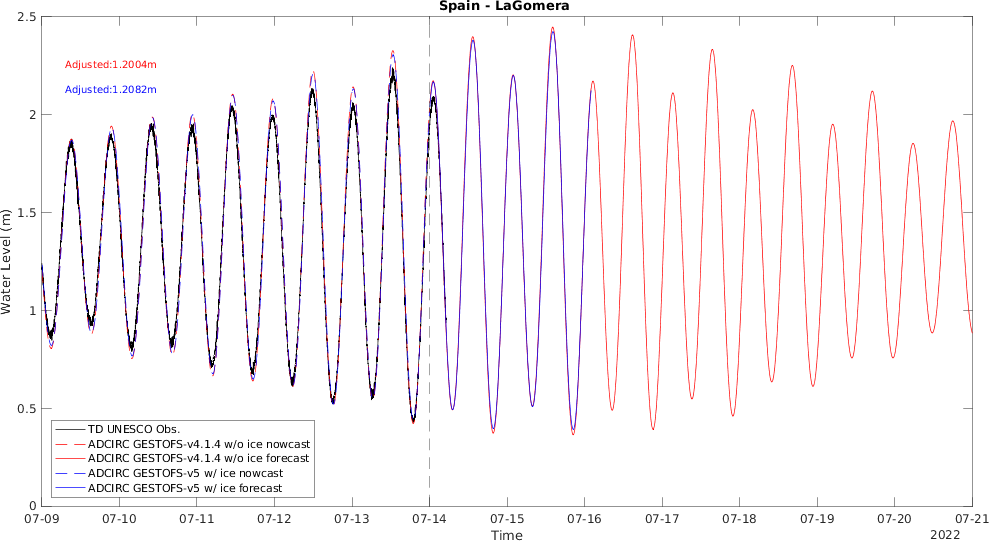 Spain - LaGomera
2.5
Adjusted:1.2004m
Adjusted:1.2082m
2
1.5
Water Level (m)
1
0.5
TD UNESCO Obs.
ADCIRC GESTOFS-v4.1.4 w/o ice nowcast
ADCIRC GESTOFS-v4.1.4 w/o ice forecast
ADCIRC GESTOFS-v5 w/ ice nowcast
ADCIRC GESTOFS-v5 w/ ice forecast
0
07-09 07-10 07-11 07-12 07-13 07-14 07-15 07-16 07-17 07-18 07-19 07-20 07-21
Time
2022